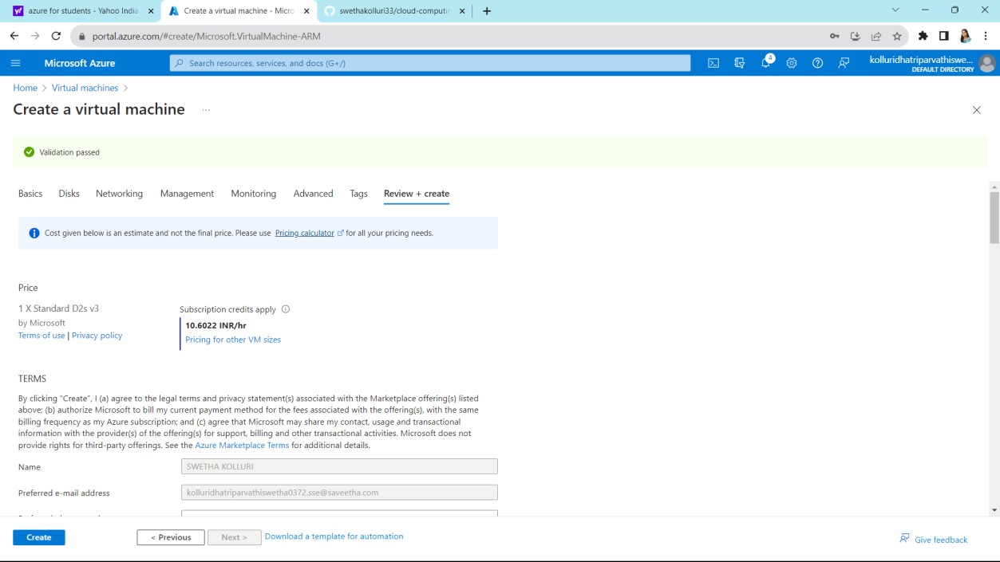 azure for students - Yahoo India
Create a virtual machine - Micro
swethakolluri33/cloud-computin
portal.azure.com/#create/Microsoft.VirtualMachine-ARM
Microsoft Azure
Search resources, services, and docs (G+/)
4
kolluridhatriparvathiswe...
DEFAULT DIRECTORY
Home > Virtual machines >
Create a virtual machine ...
Validation passed
Basics Disks Networking Management Monitoring Advanced Tags Review + create
Cost given below is an estimate and not the final price. Please use Pricing calculator for all your pricing needs.
Price
1 X Standard D2s v3
by Microsoft
Terms of use | Privacy policy
Subscription credits apply
10.6022 INR/hr
Pricing for other VM sizes
TERMS
By clicking "Create", I (a) agree to the legal terms and privacy statement(s) associated with the Marketplace offering(s) listed
above; (b) authorize Microsoft to bill my current payment method for the fees associated with the offering(s), with the same
billing frequency as my Azure subscription; and (c) agree that Microsoft may share my contact, usage and transactional
information with the provider(s) of the offering(s) for support, billing and other transactional activities. Microsoft does not
provide rights for third-party offerings. See the Azure Marketplace Terms for additional details.
Name SWETHA KOLLURI
Preferred e-mail address kolluridhatriparvathiswetha0372.sse@saveetha.com
Create
< Previous
Next >
Download a template for automation
Give feedback